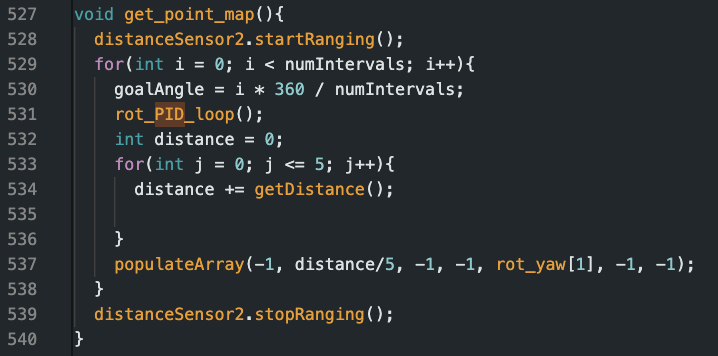 527 void get_point_map(){
528   distanceSensor2.startRanging();
529   for(int i = 0; i < numIntervals; i++){
530     goalAngle = i * 360 / numIntervals;
531     rot_PID_loop();
532     int distance = 0;
533     for(int j = 0; j <= 5; j++){
534       distance += getDistance();
535
536     }
537     populateArray(-1, distance/5, -1, -1, rot_yaw[1], -1, -1);
538   }
539   distanceSensor2.stopRanging();
540 }